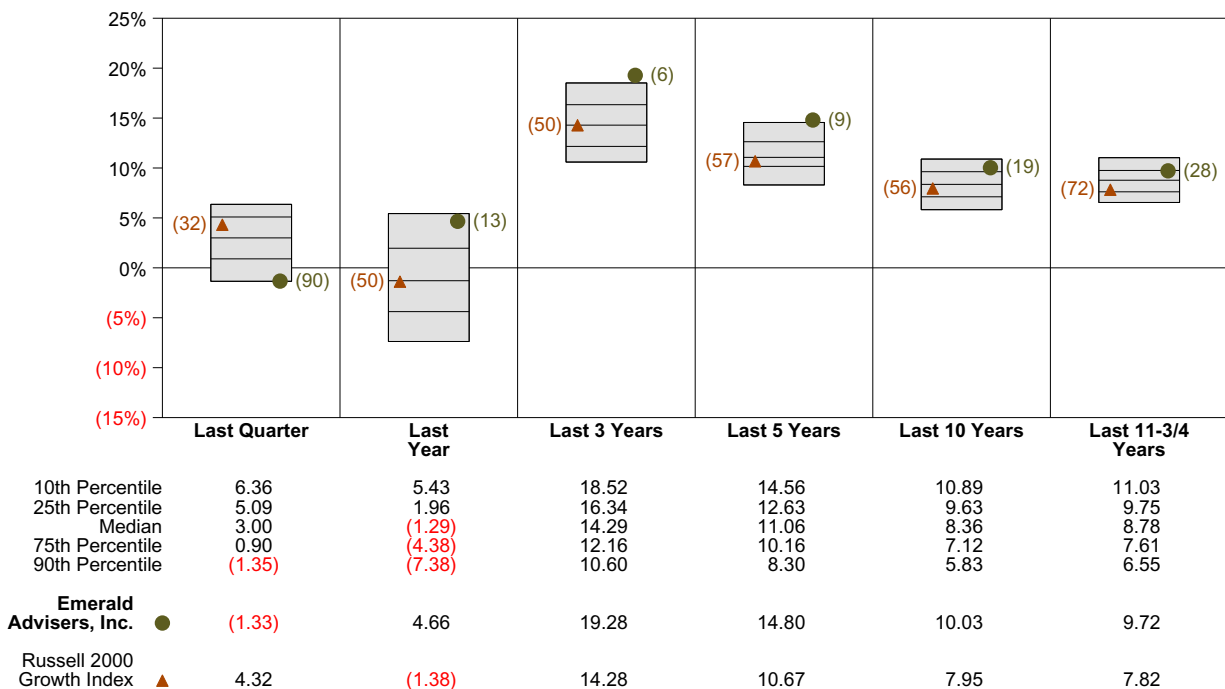 25%
20%
15%
10%
5%
0%
(5%)
(10%)
(15%)
(32)
(90)
(50)
(13)
(50)
(6)
(57)
(9)
(56)
(19)
(72)
(28)
Last Quarter
Last
Year
Last 3 Years
Last 5 Years
Last 10 Years
Last 11-3/4
Years
10th Percentile 6.36 5.43 18.52 14.56 10.89 11.03
25th Percentile 5.09 1.96 16.34 12.63 9.63 9.75
Median 3.00 (1.29) 14.29 11.06 8.36 8.78
75th Percentile 0.90 (4.38) 12.16 10.16 7.12 7.61
90th Percentile (1.35) (7.38) 10.60 8.30 5.83 6.55
Emerald
Advisers, Inc. (1.33) 4.66 19.28 14.80 10.03 9.72
Russell 2000
Growth Index 4.32 (1.38) 14.28 10.67 7.95 7.82